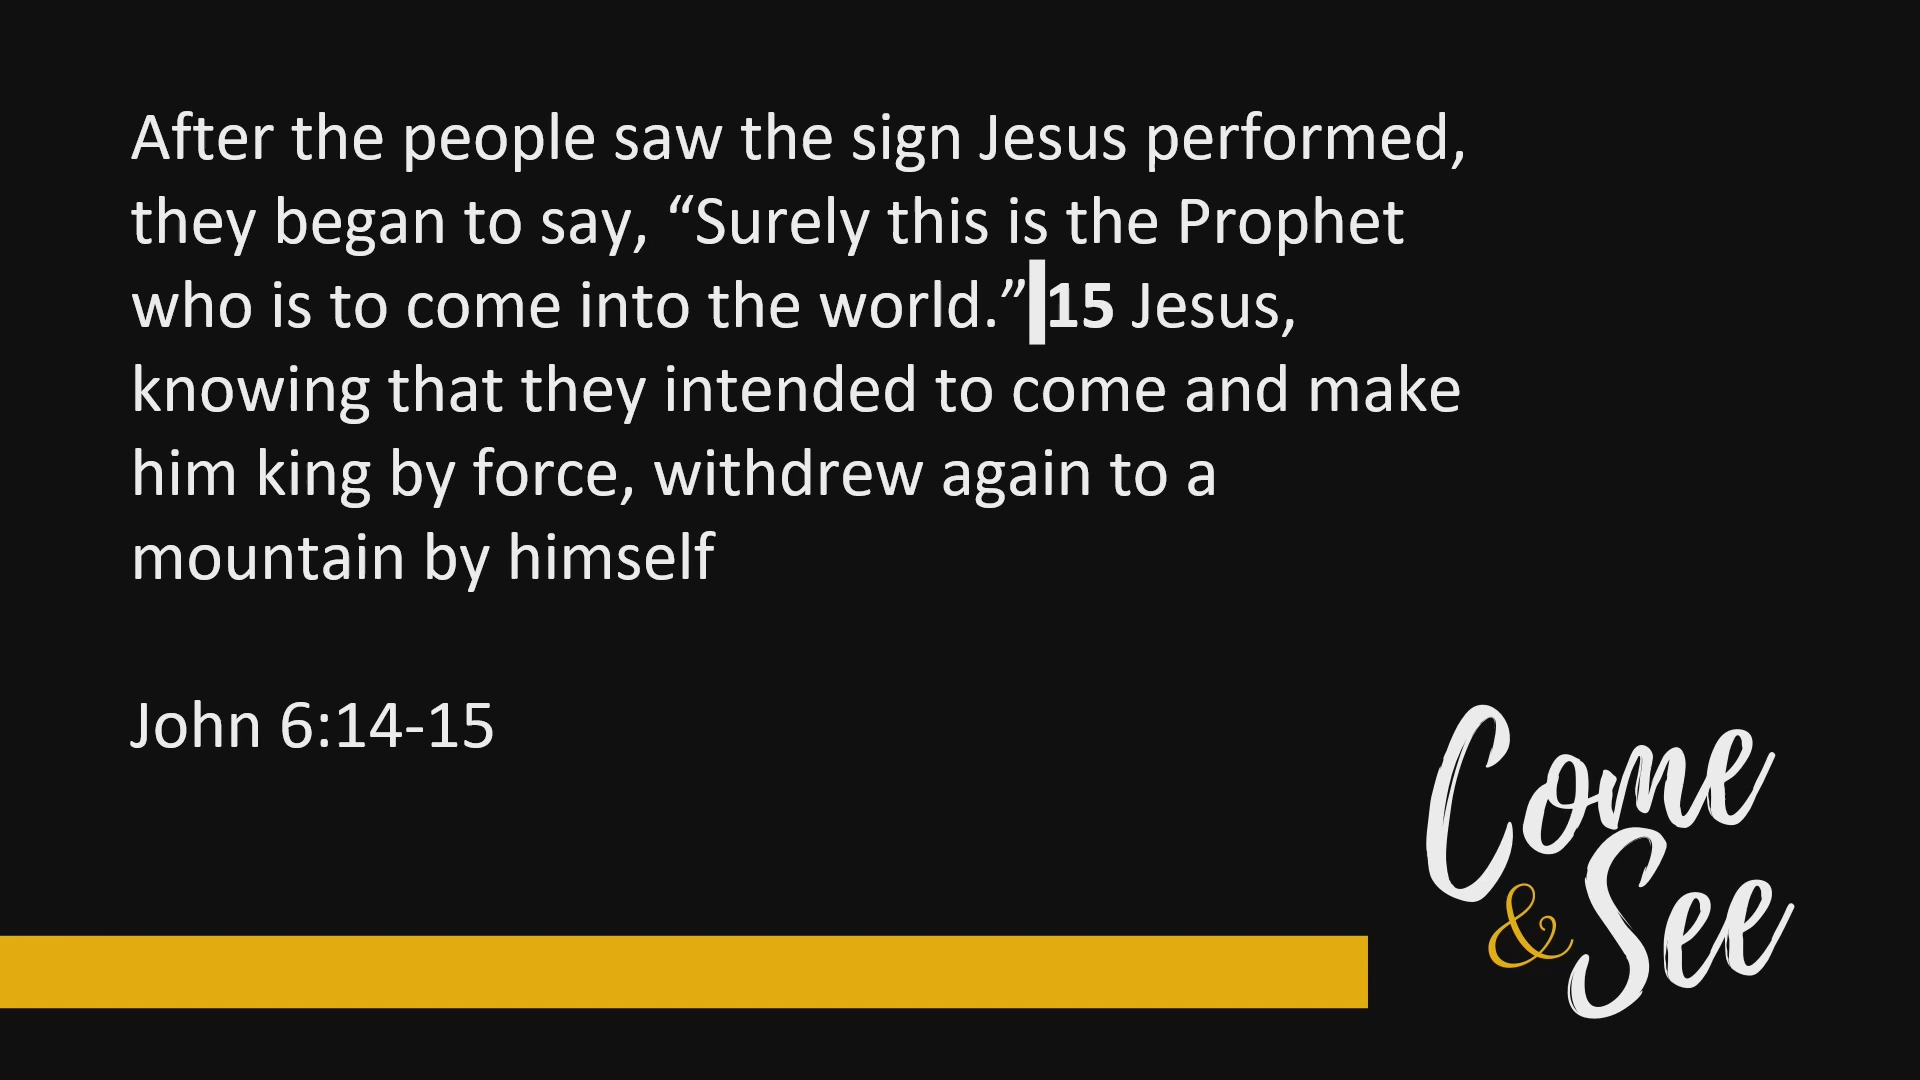 After the people saw the sign Jesus performed,
they began to say, “Surely this is the Prophet
who is to come into the world.” 15 Jesus,
knowing that they intended to come and make
him king by force, withdrew again to a
mountain by himself
John 6:14-15
Come
& See